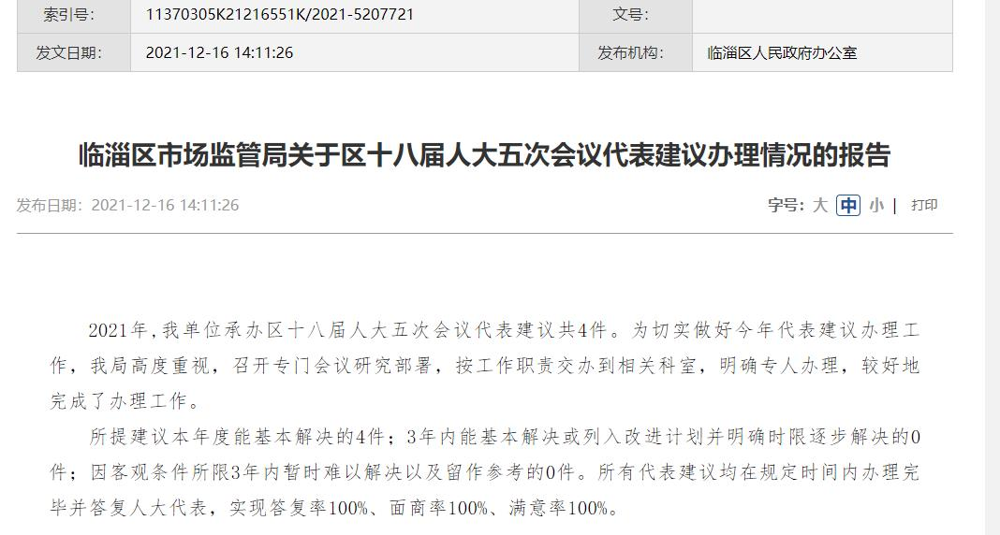 索引号： 11370305K21216551K/2021-5207721 文号：
发文日期： 2021-12-16 14:11:26 发布机构： 临淄区人民政府办公室
临淄区市场监管局关于区十八届人大五次会议代表建议办理情况的报告
发布日期：2021-12-16 14:11:26 字号：大 中 小 | 打印
2021年,我单位承办区十八届人大五次会议代表建议共4件。为切实做好今年代表建议办理工
作，我局高度重视，召开专门会议研究部署，按工作职责交办到相关科室，明确专人办理，较好地
完成了办理工作。
所提建议本年度能基本解决的4件；3年内能基本解决或列入改进计划并明确时限逐步解决的0
件；因客观条件所限3年内暂时难以解决以及留作参考的0件。所有代表建议均在规定时间内办理完
毕并答复人大代表，实现答复率100%、面商率100%、满意率100%。